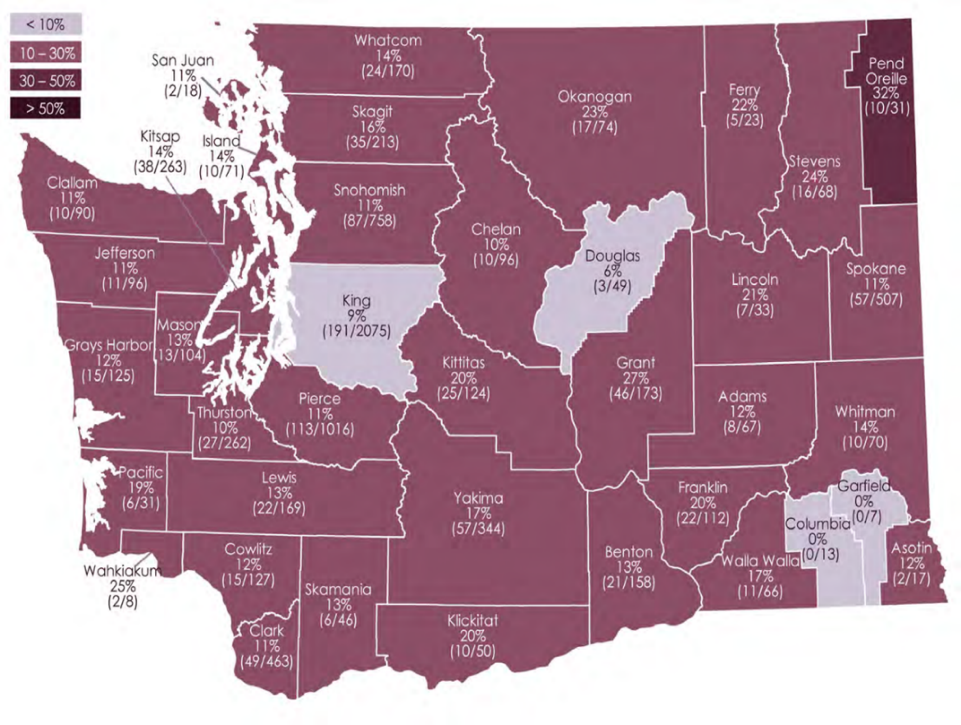 < 10%
10 – 30%
30 – 50%
> 50%
San Juan
11%
(2/18)
Whatcom
14%
(24/170)
Skagit
16%
(35/213)
Kitsap
14%
(38/263)
Island
14%
(10/71)
Okanogan
23%
(17/74)
Ferry
22%
(5/23)
Stevens
24%
(16/68)
Pend
Oreille
32%
(10/31)
Clallam
11%
(10/90)
Snohomish
11%
(87/758)
Chelan
10%
(10/96)
Douglas
6%
(3/49)
Jefferson
11%
(11/96)
King
9%
(191/2075)
Lincoln
21%
(7/33)
Spokane
11%
(57/507)
Mason
13%
(13/104)
Grays Harbor
12%
(15/125)
Kittitas
20%
(25/124)
Grant
27%
(46/173)
Pierce
11%
(113/1016)
Thurston
10%
(27/262)
Adams
12%
(8/67)
Whitman
14%
(10/70)
Pacific
19%
(6/31)
Lewis
13%
(22/169)
Yakima
17%
(57/344)
Franklin
20%
(22/112)
Garfield
0%
(0/7)
Columbia
0%
(0/13)
Wahkiakum
25%
(2/8)
Cowlitz
12%
(15/127)
Skamania
13%
(6/46)
Benton
13%
(21/158)
Walla Walla
17%
(11/66)
Asotin
12%
(2/17)
Clark
11%
(49/463)
Klickitat
20%
(10/50)